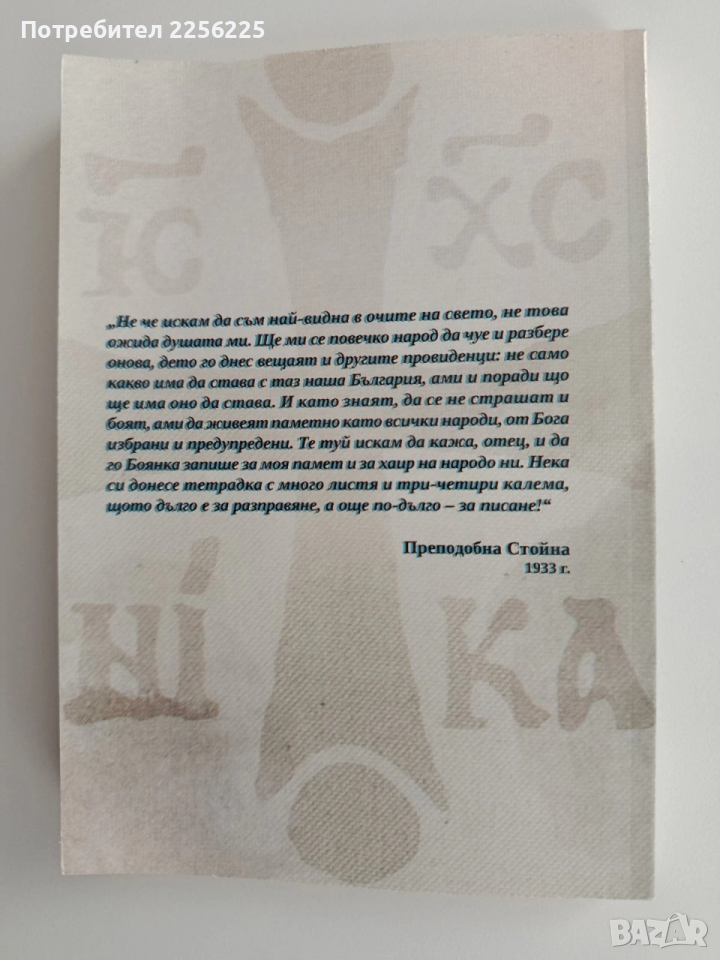 Потребител 2256225
ІС ХС
„Не че искам да съм най-видна в очите на свето, не това
ожида душата ми. Ще ми се повечко народ да чуе и разбере
онова, дето го днес вещаят и другите провиденци: не само
какво има да става с таз наша България, ами и поради що
ще има оно да става. И като знаят, да се не страшат и
боят, ами да живеят паметно като всички народи, от Бога
избрани и предупредени. Те туй искам да кажа, отец, и да
го Боянка запише за моя памет и за хаир на народо ни. Нека
си донесе тетрадка с много листя и три-четири калема,
щото дълго е за разправяне, а още по-дълго – за писане!“
Преподобна Стойна
1933 г.
НІ КА
BAZAR